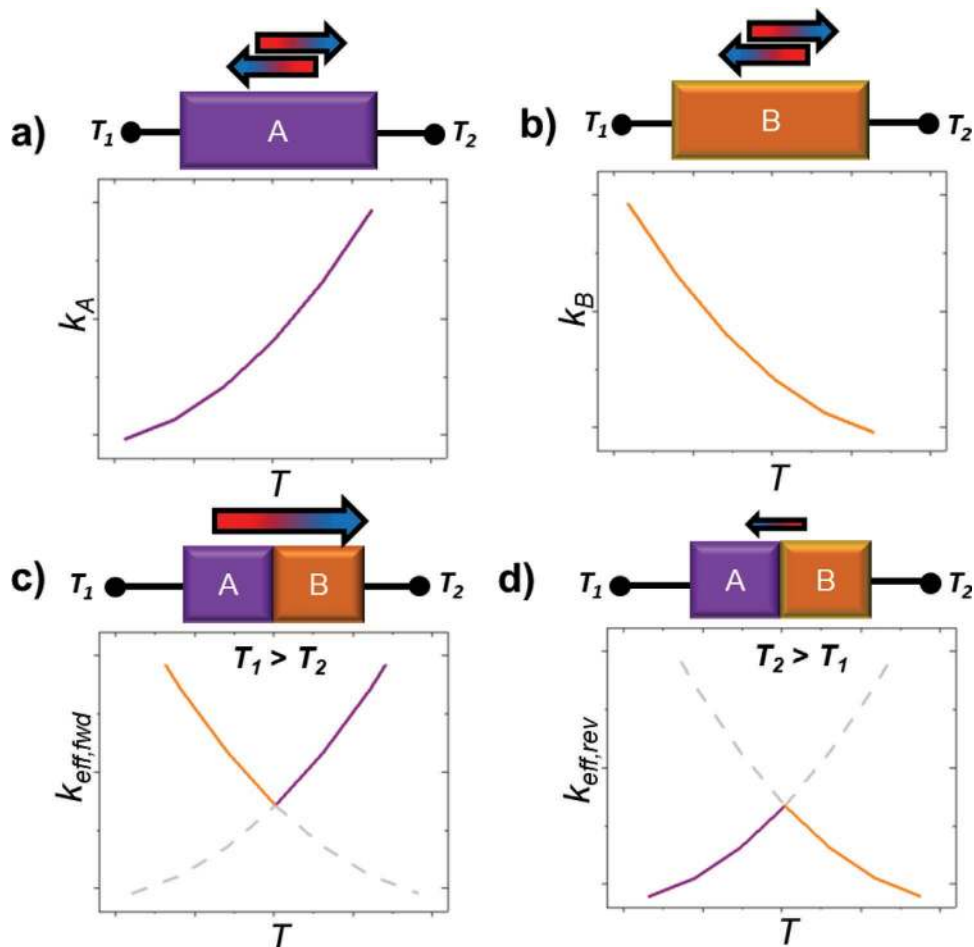 a)
T1
A
T2
kA
T
b)
T1
B
T2
kB
T
c)
T1
A
B
T2
T1 > T2
keff,fwd
T
d)
T1
A
B
T2
T2 > T1
keff,rev
T